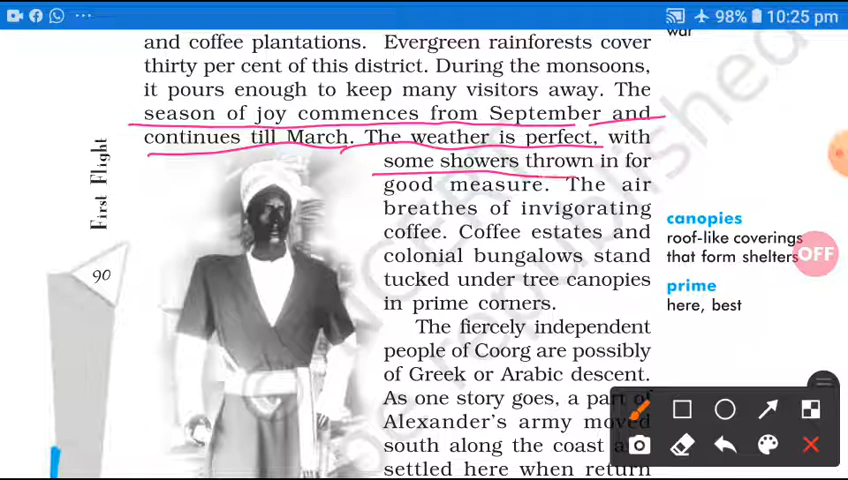 98% 10:25 pm
war
and coffee plantations. Evergreen rainforests cover
thirty per cent of this district. During the monsoons,
it pours enough to keep many visitors away. The
season of joy commences from September and
continues till March. The weather is perfect, with
some showers thrown in for
good measure. The air
breathes of invigorating
coffee. Coffee estates and
colonial bungalows stand
tucked under tree canopies
in prime corners.
The fiercely independent
people of Coorg are possibly
of Greek or Arabic descent.
As one story goes, a part of
Alexander's army moved
south along the coast
settled here when return
First Flight
90
canopies
roof-like coverings
that form shelters
prime
here, best
OFF